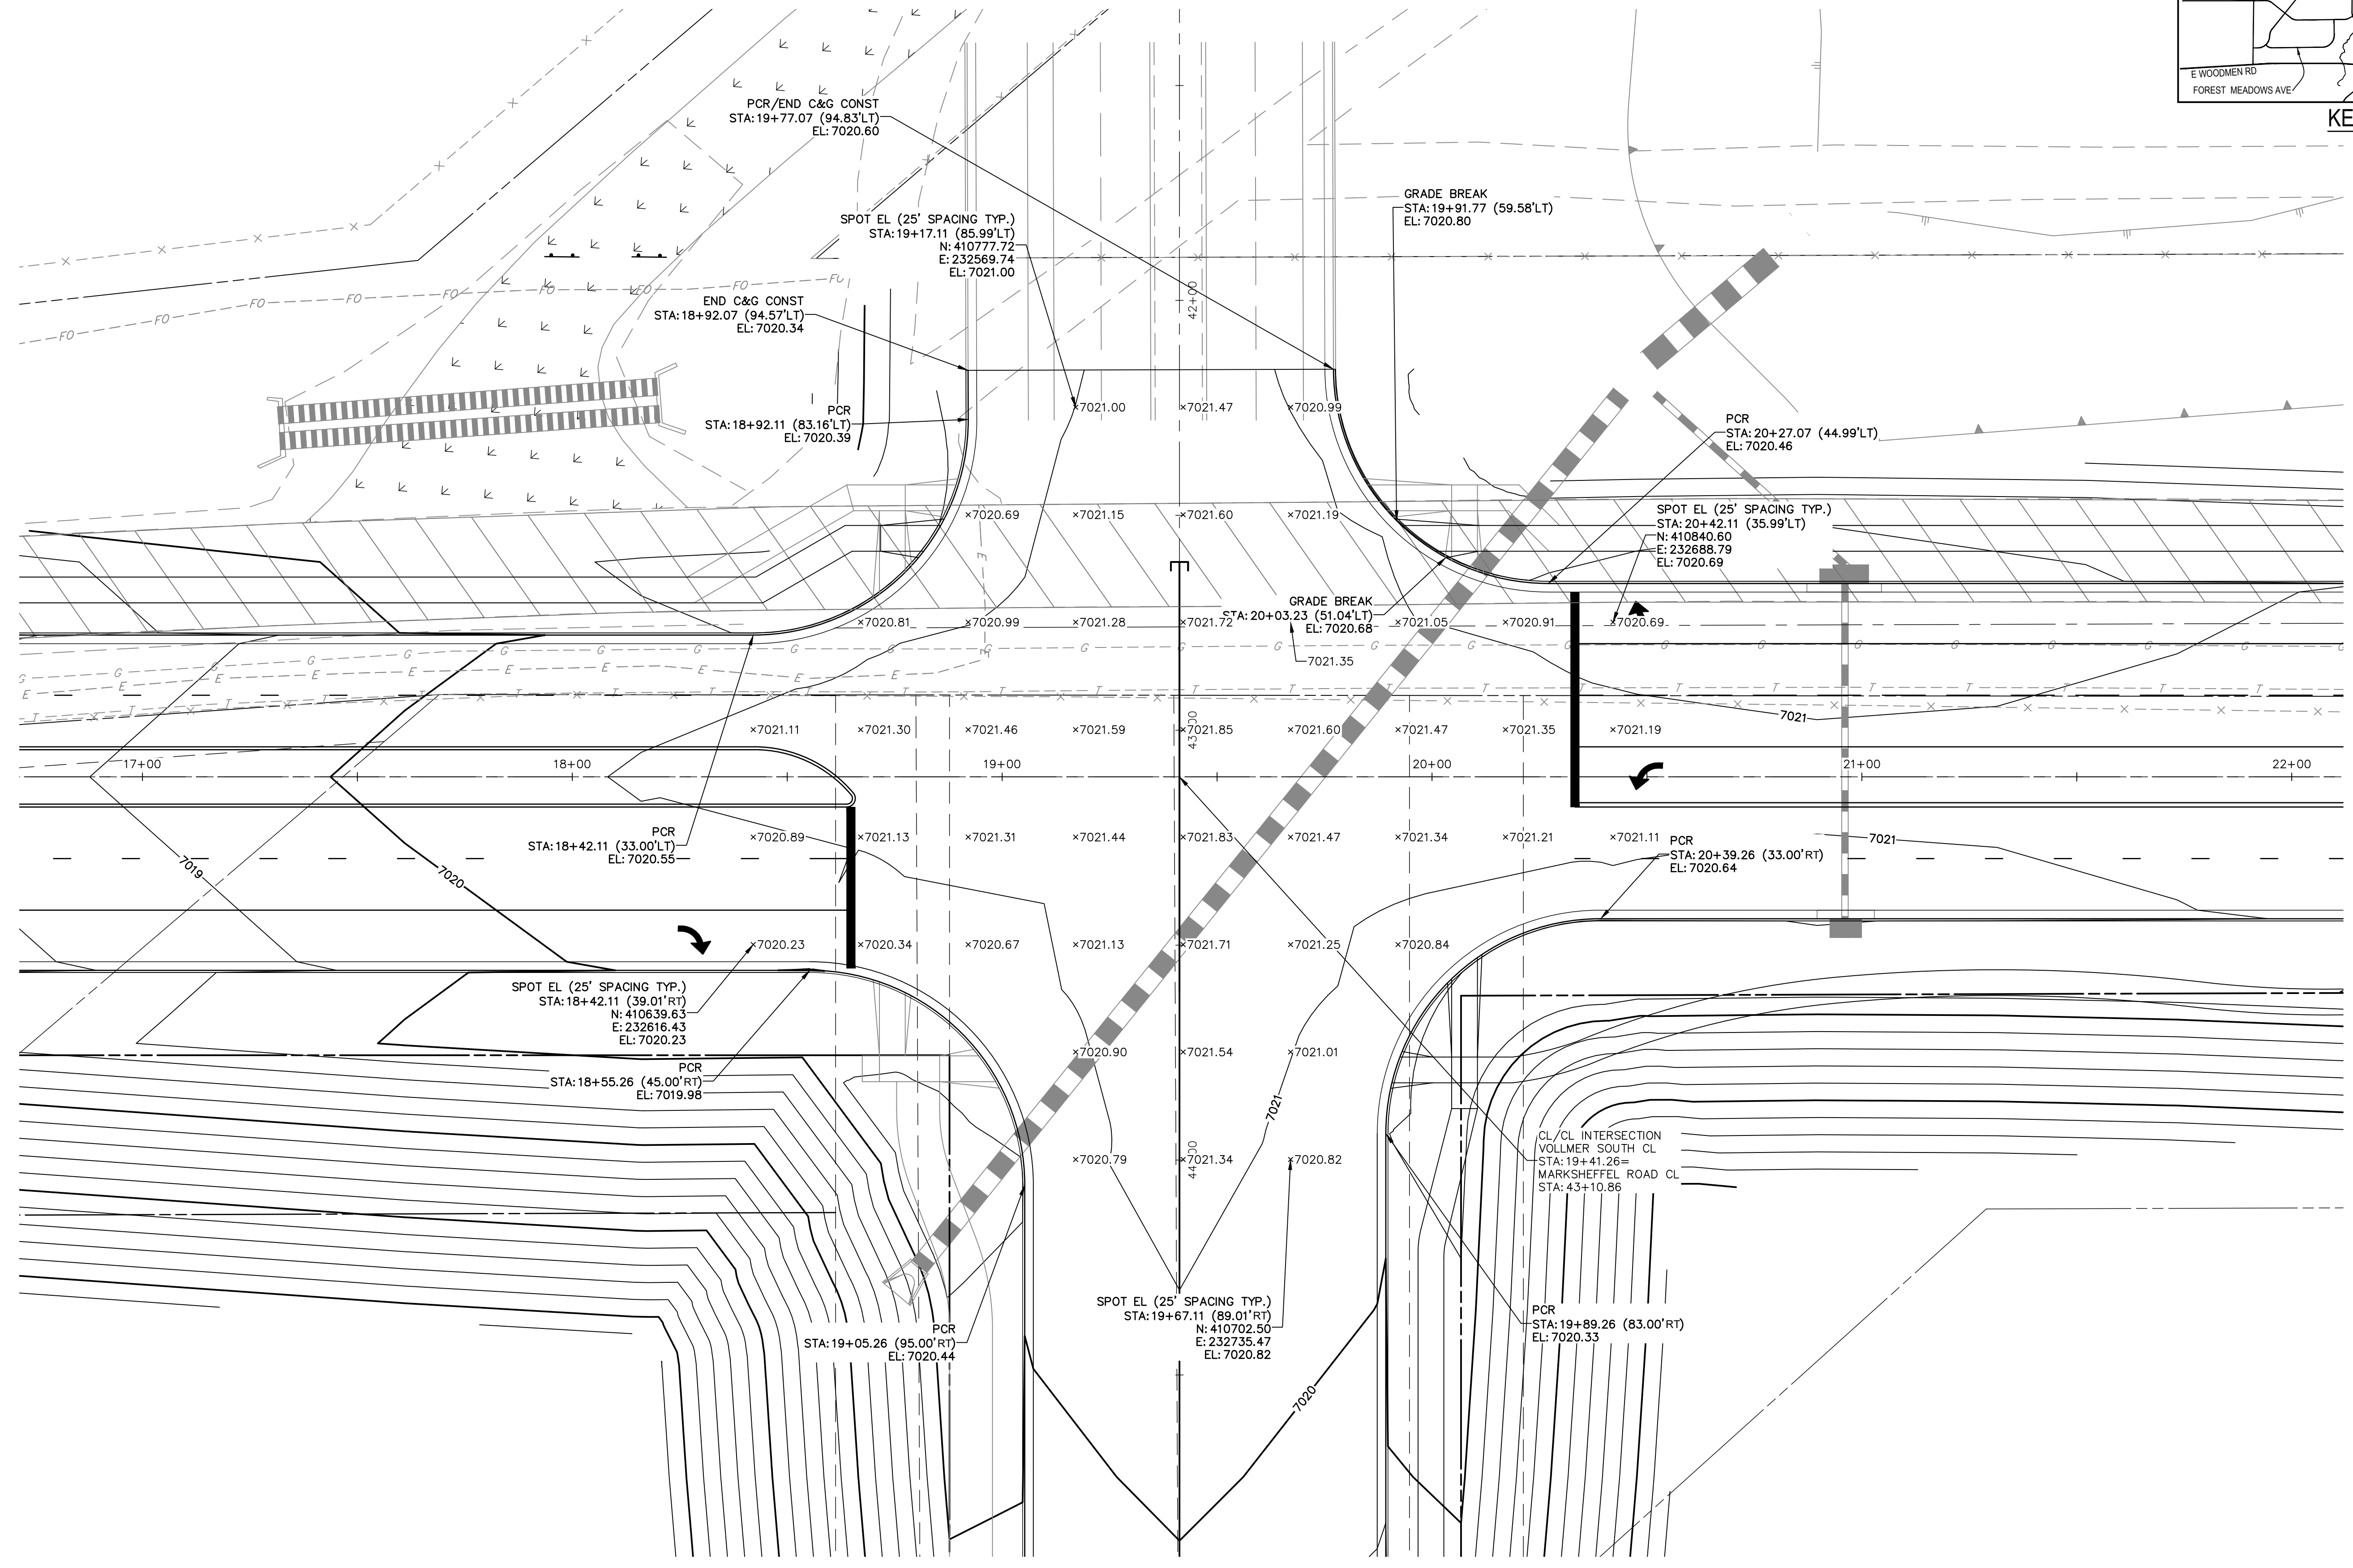 E WOODMEN RD
FOREST MEADOWS AVE
KE
PCR/END C&G CONST
STA: 19+77.07 (94.83'LT)
EL: 7020.60
SPOT EL (25' SPACING TYP.)
STA: 19+17.11 (85.99'LT)
N: 410777.72
E: 232569.74
EL: 7021.00
GRADE BREAK
STA: 19+91.77 (59.58'LT)
EL: 7020.80
END C&G CONST
STA: 18+92.07 (94.57'LT)
EL: 7020.34
42+00
FO FO FO FO FO FO FO FO FO
PCR
STA: 18+92.11 (83.16'LT)
EL: 7020.39
×7021.00 ×7021.47 ×7020.99
PCR
STA: 20+27.07 (44.99'LT)
EL: 7020.46
×7020.69 ×7021.15 ×7021.60 ×7021.19
SPOT EL (25' SPACING TYP.)
STA: 20+42.11 (35.99'LT)
N: 410840.60
E: 232688.79
EL: 7020.69
GRADE BREAK
STA: 20+03.23 (51.04'LT)
EL: 7020.68
×7020.81 ×7020.99 ×7021.28 ×7021.72 ×7021.05 ×7020.91 ×7020.69
7021.35
G G G G G G G G G G G G G G G G G G G G G G G G
E E E E E E E E E E E E
T T T T T T T T T T T T T T T T T T T T T T T T
7021
×7021.11 ×7021.30 ×7021.46 ×7021.59 ×7021.85 ×7021.60 ×7021.47 ×7021.35 ×7021.19
43+00
17+00 18+00 19+00 20+00 21+00 22+00
PCR
STA: 18+42.11 (33.00'LT)
EL: 7020.55
×7020.89 ×7021.13 ×7021.31 ×7021.44 ×7021.83 ×7021.47 ×7021.34 ×7021.21 ×7021.11
7021
PCR
STA: 20+39.26 (33.00'RT)
EL: 7020.64
7019
7020
×7020.23 ×7020.34 ×7020.67 ×7021.13 ×7021.71 ×7021.25 ×7020.84
SPOT EL (25' SPACING TYP.)
STA: 18+42.11 (39.01'RT)
N: 410639.63
E: 232616.43
EL: 7020.23
×7020.90 ×7021.54 ×7021.01
PCR
STA: 18+55.26 (45.00'RT)
EL: 7019.98
7021
CL/CL INTERSECTION
VOLLMER SOUTH CL
STA: 19+41.26=
MARKSHEFFEL ROAD CL
STA: 43+10.86
×7020.79 ×7021.34 ×7020.82
44+00
SPOT EL (25' SPACING TYP.)
STA: 19+67.11 (89.01'RT)
N: 410702.50
E: 232735.47
EL: 7020.82
PCR
STA: 19+89.26 (83.00'RT)
EL: 7020.33
PCR
STA: 19+05.26 (95.00'RT)
EL: 7020.44
7020